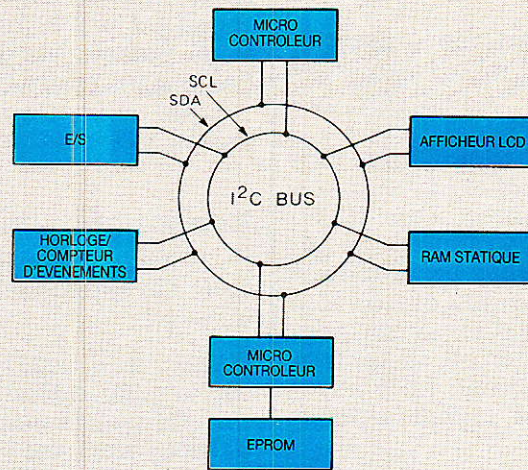 MICRO
CONTROLEUR
SCL
SDA
E/S
AFFICHEUR LCD
I²C BUS
HORLOGE/
COMPTEUR
D'EVENEMENTS
RAM STATIQUE
MICRO
CONTROLEUR
EPROM